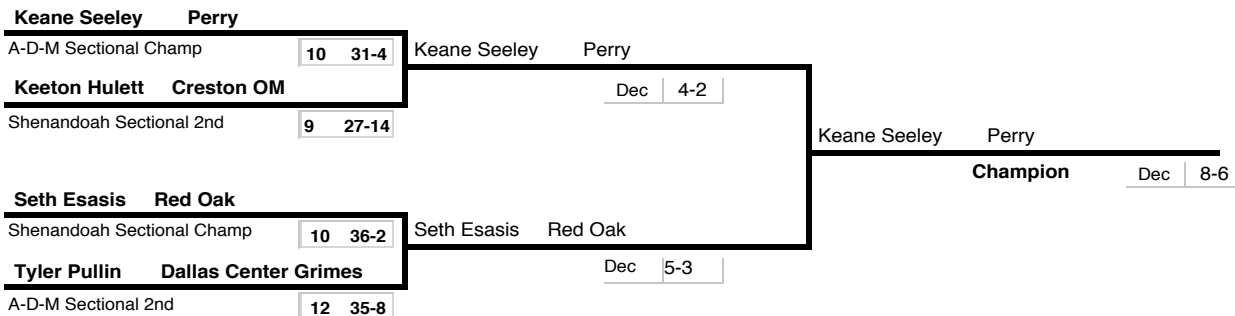 Keane Seeley Perry
A-D-M Sectional Champ 10 31-4
Keeton Hulett Creston OM
Shenandoah Sectional 2nd 9 27-14
Seth Esasis Red Oak
Shenandoah Sectional Champ 10 36-2
Tyler Pullin Dallas Center Grimes
A-D-M Sectional 2nd 12 35-8
Keane Seeley Perry
Dec 4-2
Seth Esasis Red Oak
Dec 5-3
Keane Seeley Perry
Champion Dec 8-6